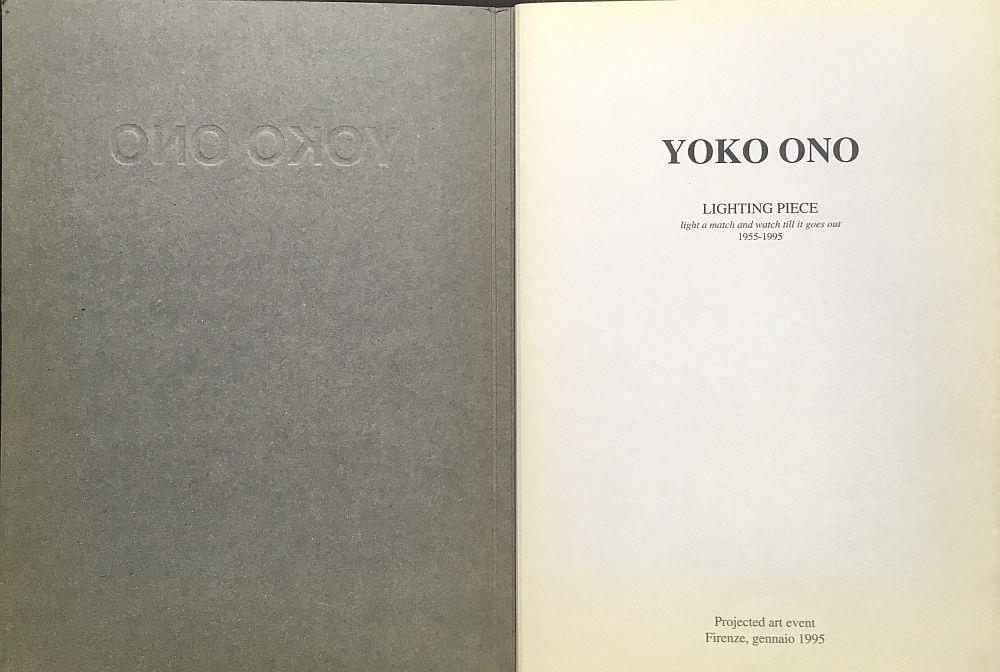 YOKO ONO
YOKO ONO
LIGHTING PIECE
light a match and watch till it goes out
1955-1995
Projected art event
Firenze, gennaio 1995